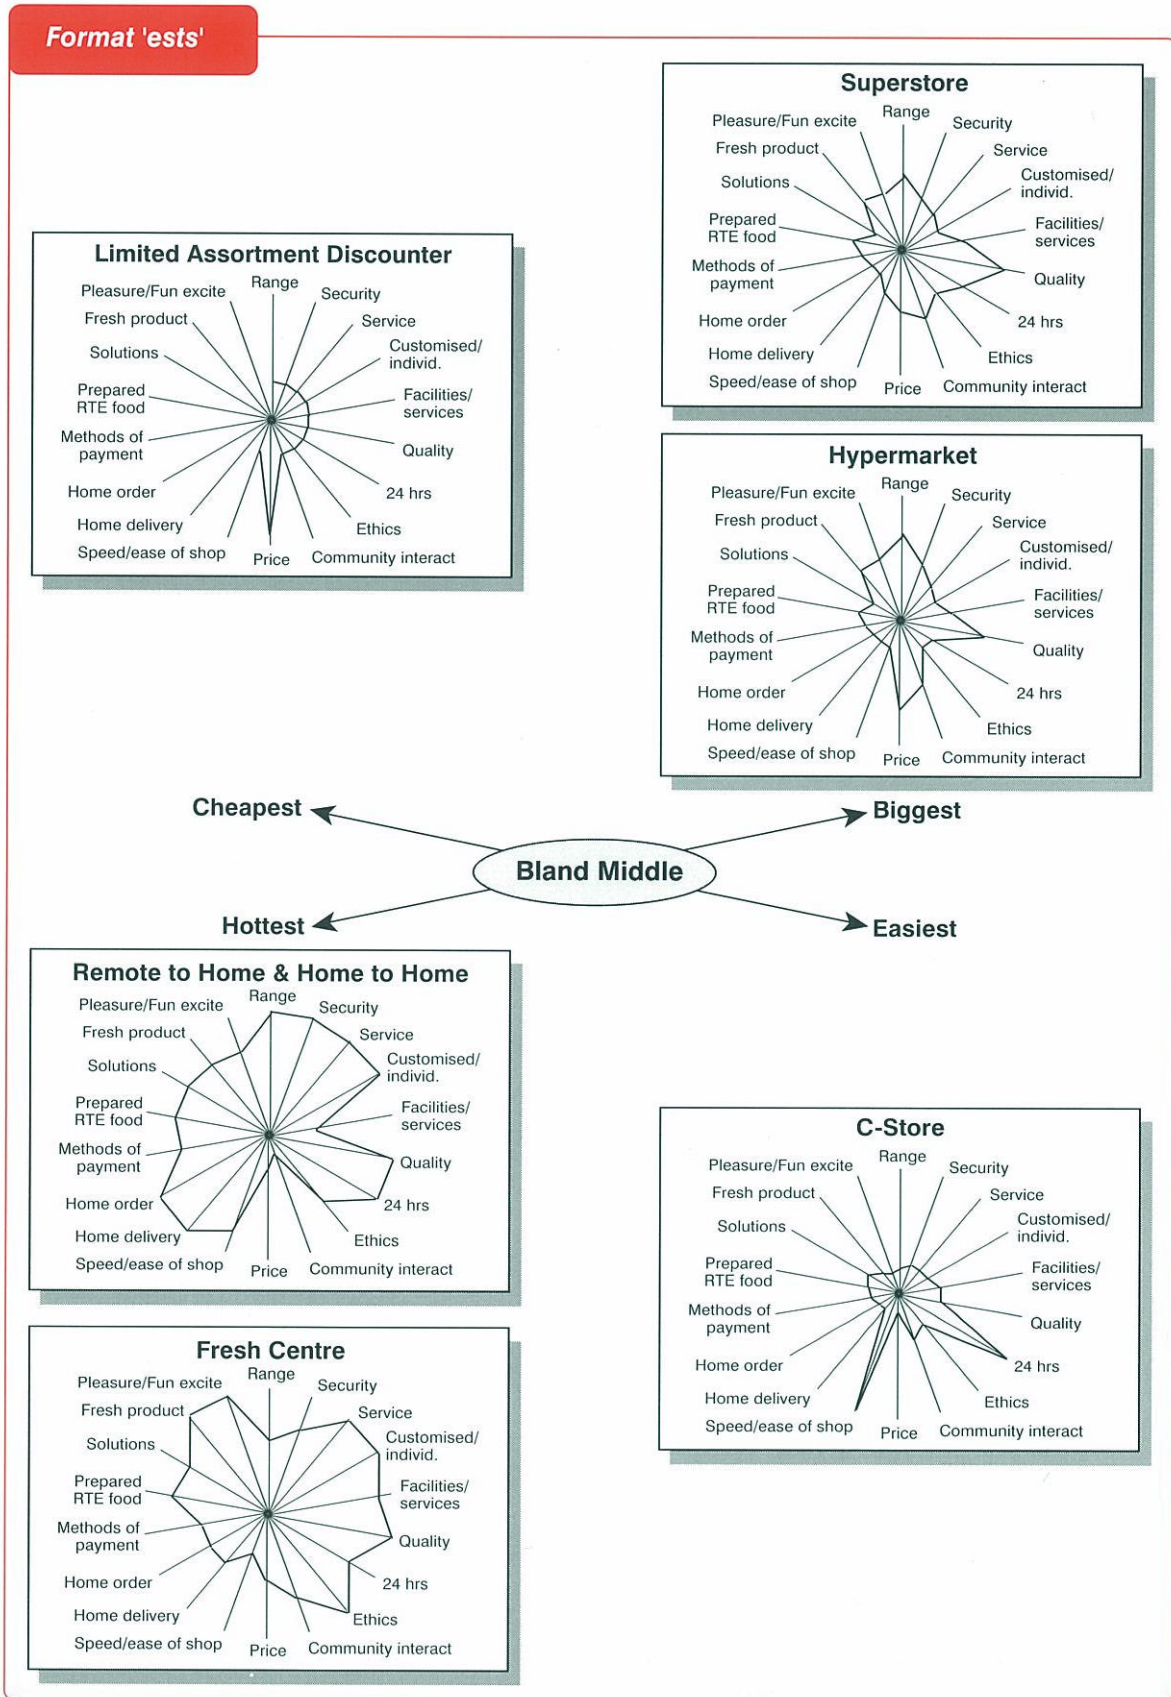 Format 'ests'
Superstore
Range
Security
Service
Customised/
individ.
Facilities/
services
Quality
24 hrs
Ethics
Community interact
Price
Speed/ease of shop
Home delivery
Home order
Methods of
payment
Prepared
RTE food
Solutions
Fresh product
Pleasure/Fun excite
Limited Assortment Discounter
Range
Security
Service
Customised/
individ.
Facilities/
services
Quality
24 hrs
Ethics
Community interact
Price
Speed/ease of shop
Home delivery
Home order
Methods of
payment
Prepared
RTE food
Solutions
Fresh product
Pleasure/Fun excite
Hypermarket
Range
Security
Service
Customised/
individ.
Facilities/
services
Quality
24 hrs
Ethics
Community interact
Price
Speed/ease of shop
Home delivery
Home order
Methods of
payment
Prepared
RTE food
Solutions
Fresh product
Pleasure/Fun excite
Cheapest
Biggest
Bland Middle
Hottest
Easiest
Remote to Home & Home to Home
Range
Security
Service
Customised/
individ.
Facilities/
services
Quality
24 hrs
Ethics
Community interact
Price
Speed/ease of shop
Home delivery
Home order
Methods of
payment
Prepared
RTE food
Solutions
Fresh product
Pleasure/Fun excite
C-Store
Range
Security
Service
Customised/
individ.
Facilities/
services
Quality
24 hrs
Ethics
Community interact
Price
Speed/ease of shop
Home delivery
Home order
Methods of
payment
Prepared
RTE food
Solutions
Fresh product
Pleasure/Fun excite
Fresh Centre
Range
Security
Service
Customised/
individ.
Facilities/
services
Quality
24 hrs
Ethics
Community interact
Price
Speed/ease of shop
Home delivery
Home order
Methods of
payment
Prepared
RTE food
Solutions
Fresh product
Pleasure/Fun excite